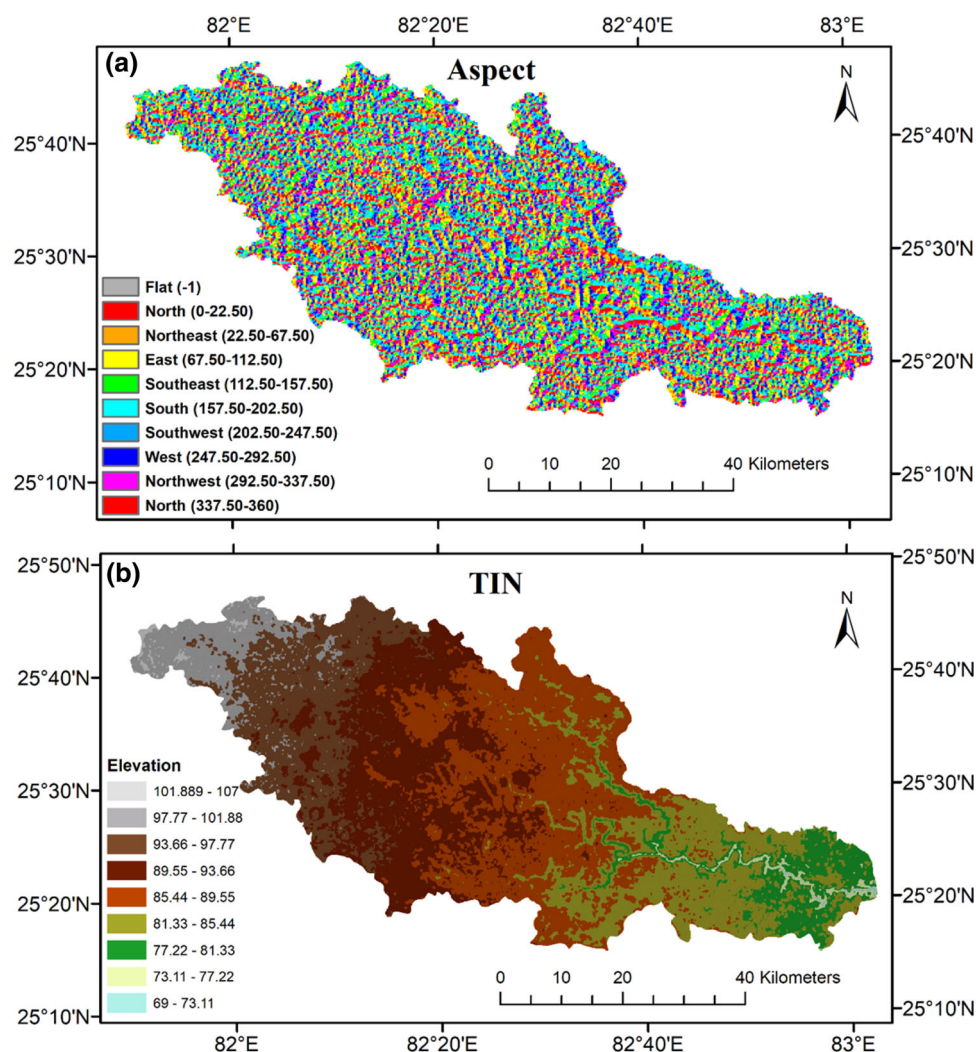 82°E 82°20'E 82°40'E 83°E
(a)
Aspect
N
25°40'N 25°40'N
25°30'N 25°30'N
Flat (-1)
North (0-22.50)
Northeast (22.50-67.50)
East (67.50-112.50)
25°20'N 25°20'N
Southeast (112.50-157.50)
South (157.50-202.50)
Southwest (202.50-247.50)
West (247.50-292.50)
Northwest (292.50-337.50)
North (337.50-360)
0 10 20 40 Kilometers
25°10'N 25°10'N
25°50'N 25°50'N
(b)
TIN
N
25°40'N 25°40'N
Elevation
25°30'N 25°30'N
101.889 - 107
97.77 - 101.88
93.66 - 97.77
89.55 - 93.66
85.44 - 89.55
25°20'N 25°20'N
81.33 - 85.44
77.22 - 81.33
73.11 - 77.22
69 - 73.11
0 10 20 40 Kilometers
25°10'N 25°10'N
82°E 82°20'E 82°40'E 83°E